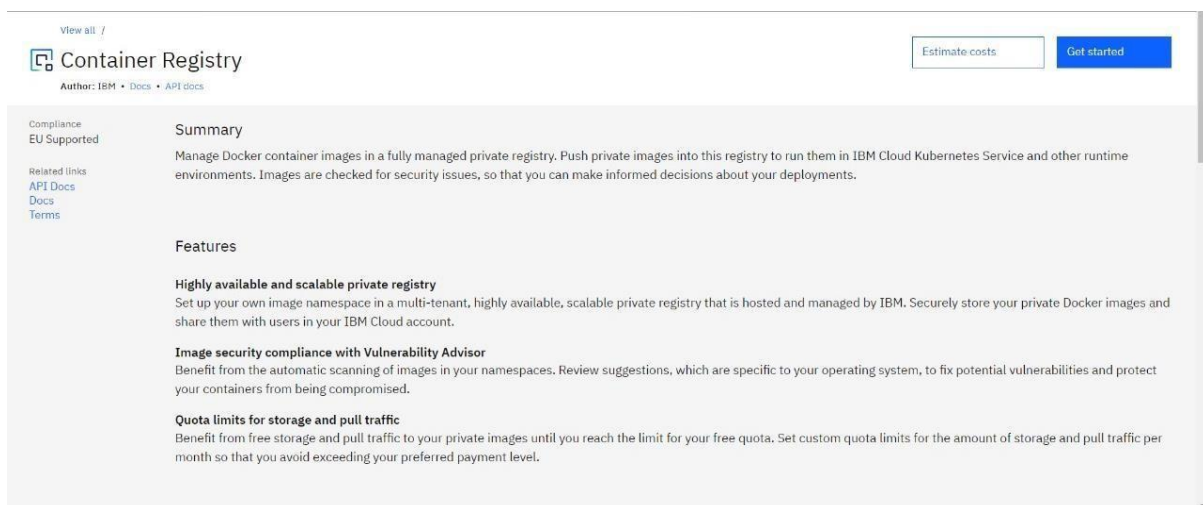 View all /
Container Registry
Estimate costs
Get started
Author: IBM • Docs • API docs
Compliance
EU Supported
Related links
API Docs
Docs
Terms
Summary
Manage Docker container images in a fully managed private registry. Push private images into this registry to run them in IBM Cloud Kubernetes Service and other runtime
environments. Images are checked for security issues, so that you can make informed decisions about your deployments.
Features
Highly available and scalable private registry
Set up your own image namespace in a multi-tenant, highly available, scalable private registry that is hosted and managed by IBM. Securely store your private Docker images and
share them with users in your IBM Cloud account.
Image security compliance with Vulnerability Advisor
Benefit from the automatic scanning of images in your namespaces. Review suggestions, which are specific to your operating system, to fix potential vulnerabilities and protect
your containers from being compromised.
Quota limits for storage and pull traffic
Benefit from free storage and pull traffic to your private images until you reach the limit for your free quota. Set custom quota limits for the amount of storage and pull traffic per
month so that you avoid exceeding your preferred payment level.